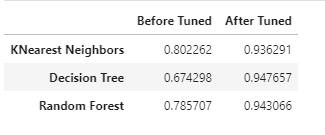 Before Tuned After Tuned
KNearest Neighbors 0.802262 0.936291
Decision Tree 0.674298 0.947657
Random Forest 0.785707 0.943066